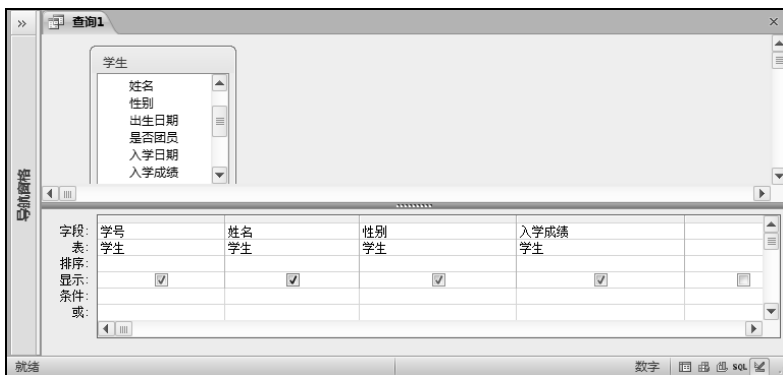 查询1
导航窗格
学生
姓名
性别
出生日期
是否团员
入学日期
入学成绩
字段: 学号 姓名 性别 入学成绩
表: 学生 学生 学生 学生
排序:
显示:
条件:
或:
就绪 数字 SQL